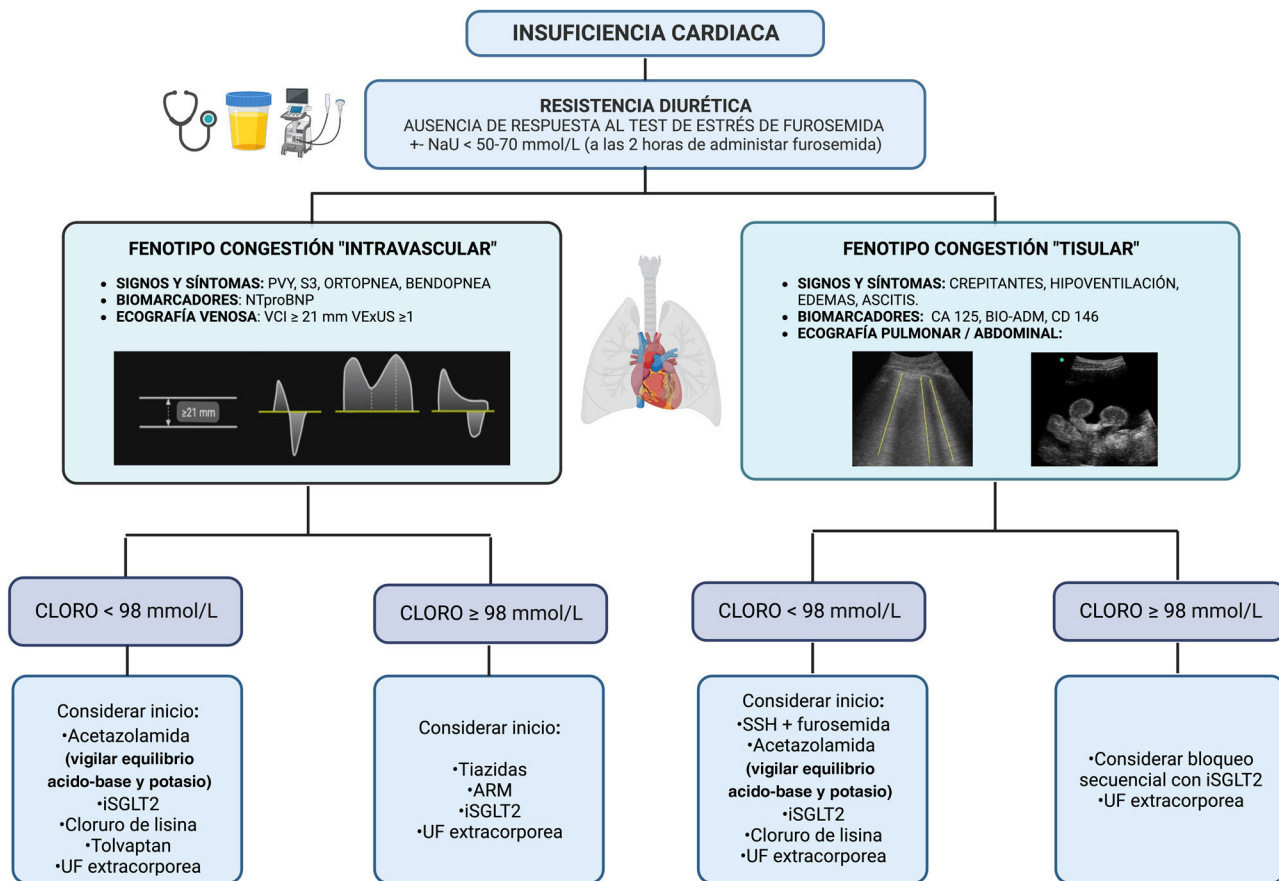 INSUFICIENCIA CARDIACA
RESISTENCIA DIURÉTICA
AUSENCIA DE RESPUESTA AL TEST DE ESTRÉS DE FUROSEMIDA
+- NaU < 50-70 mmol/L (a las 2 horas de administar furosemida)
FENOTIPO CONGESTIÓN "INTRAVASCULAR"
• SIGNOS Y SÍNTOMAS: PVY, S3, ORTOPNEA, BENDOPNEA
• BIOMARCADORES: NTproBNP
• ECOGRAFÍA VENOSA: VCI ≥ 21 mm VExUS ≥1
≥21 mm
FENOTIPO CONGESTIÓN "TISULAR"
• SIGNOS Y SÍNTOMAS: CREPITANTES, HIPOVENTILACIÓN,
EDEMAS, ASCITIS.
• BIOMARCADORES: CA 125, BIO-ADM, CD 146
• ECOGRAFÍA PULMONAR / ABDOMINAL:
CLORO < 98 mmol/L
CLORO ≥ 98 mmol/L
CLORO < 98 mmol/L
CLORO ≥ 98 mmol/L
Considerar inicio:
•Acetazolamida
(vigilar equilibrio
acido-base y potasio)
•iSGLT2
•Cloruro de lisina
•Tolvaptan
•UF extracorporea
Considerar inicio:
•Tiazidas
•ARM
•iSGLT2
•UF extracorporea
Considerar inicio:
•SSH + furosemida
•Acetazolamida
(vigilar equilibrio
acido-base y potasio)
•iSGLT2
•Cloruro de lisina
•UF extracorporea
•Considerar bloqueo
secuencial con iSGLT2
•UF extracorporea